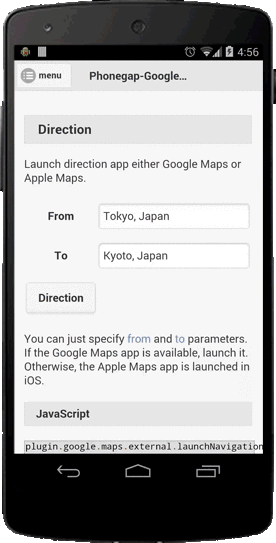 4:56
menu
Phonegap-Google...
Direction
Launch direction app either Google Maps or
Apple Maps.
From
Tokyo, Japan
To
Kyoto, Japan
Direction
You can just specify from and to parameters.
If the Google Maps app is available, launch it.
Otherwise, the Apple Maps app is launched in
iOS.
JavaScript
plugin.google.maps.external.launchNavigation